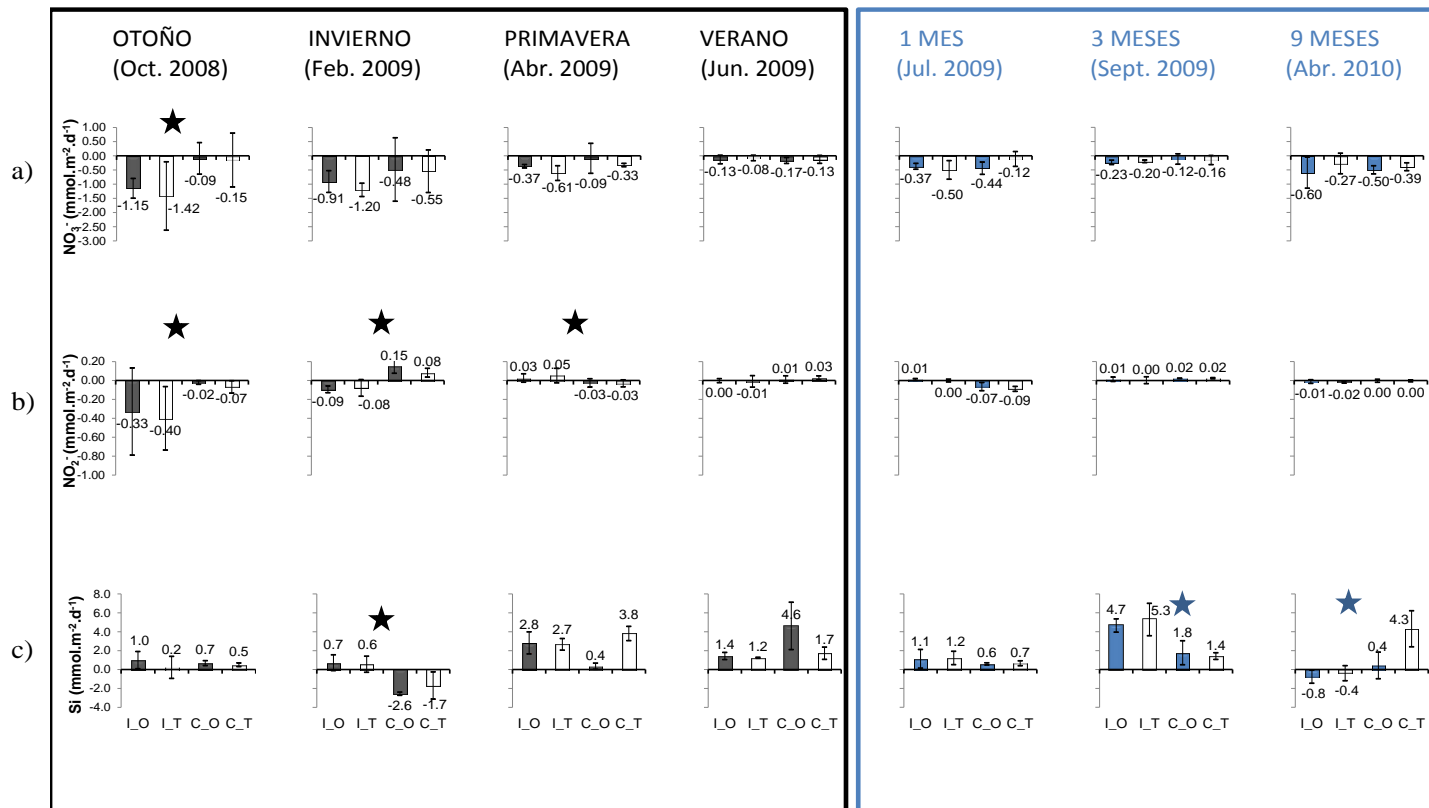 OTOÑO INVIERNO PRIMAVERA VERANO 1 MES 3 MESES 9 MESES
(Oct. 2008) (Feb. 2009) (Abr. 2009) (Jun. 2009) (Jul. 2009) (Sept. 2009) (Abr. 2010)
a)
NO3- (mmol.m-2.d-1)
1.00
0.50
0.00
-0.50
-1.00
-1.50
-2.00
-2.50
-3.00
-1.15 -1.42 -0.09 -0.15
-0.91 -1.20 -0.48 -0.55
-0.37 -0.61 -0.09 -0.33
-0.13 -0.08 -0.17 -0.13
-0.37 -0.50 -0.44 -0.12
-0.23 -0.20 -0.12 -0.16
-0.60 -0.27 -0.50 -0.39
b)
NO2- (mmol.m-2.d-1)
0.20
0.00
-0.20
-0.40
-0.60
-0.80
-1.00
-0.33 -0.40 -0.02 -0.07
-0.09 -0.08 0.15 0.08
0.03 0.05 -0.03 -0.03
0.00 -0.01 0.01 0.03
0.01 0.00 -0.07 -0.09
0.01 0.00 0.02 0.02
-0.01 -0.02 0.00 0.00
c)
Si (mmol.m-2.d-1)
8.0
6.0
4.0
2.0
0.0
-2.0
-4.0
1.0 0.2 0.7 0.5
0.7 0.6 -2.6 -1.7
2.8 2.7 0.4 3.8
1.4 1.2 4.6 1.7
1.1 1.2 0.6 0.7
4.7 5.3 1.8 1.4
-0.8 -0.4 0.4 4.3
I_O I_T C_O C_T I_O I_T C_O C_T I_O I_T C_O C_T I_O I_T C_O C_T I_O I_T C_O C_T I_O I_T C_O C_T I_O I_T C_O C_T